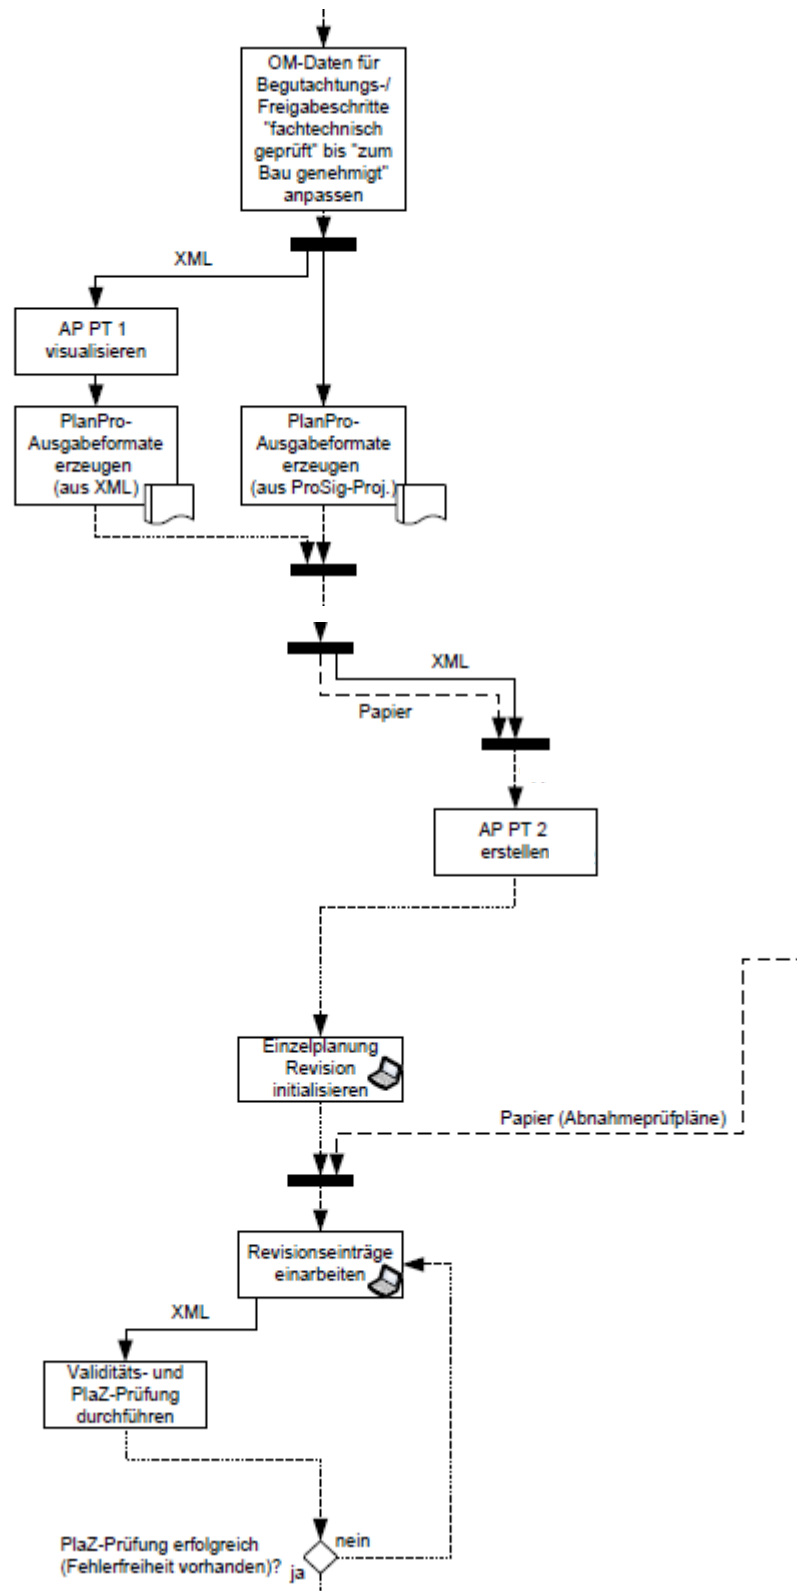 OM-Daten für
Begutachtungs-/
Freigabeschritte
"fachtechnisch
geprüft" bis "zum
Bau genehmigt"
anpassen
XML
AP PT 1
visualisieren
PlanPro-
Ausgabeformate
erzeugen
(aus XML)
PlanPro-
Ausgabeformate
erzeugen
(aus ProSig-Proj.)
XML
Papier
AP PT 2
erstellen
Einzelplanung
Revision
initialisieren
Papier (Abnahmeprüfpläne)
Revisionseinträge
einarbeiten
XML
Validitäts- und
PlaZ-Prüfung
durchführen
PlaZ-Prüfung erfolgreich
(Fehlerfreiheit vorhanden)?
nein
ja